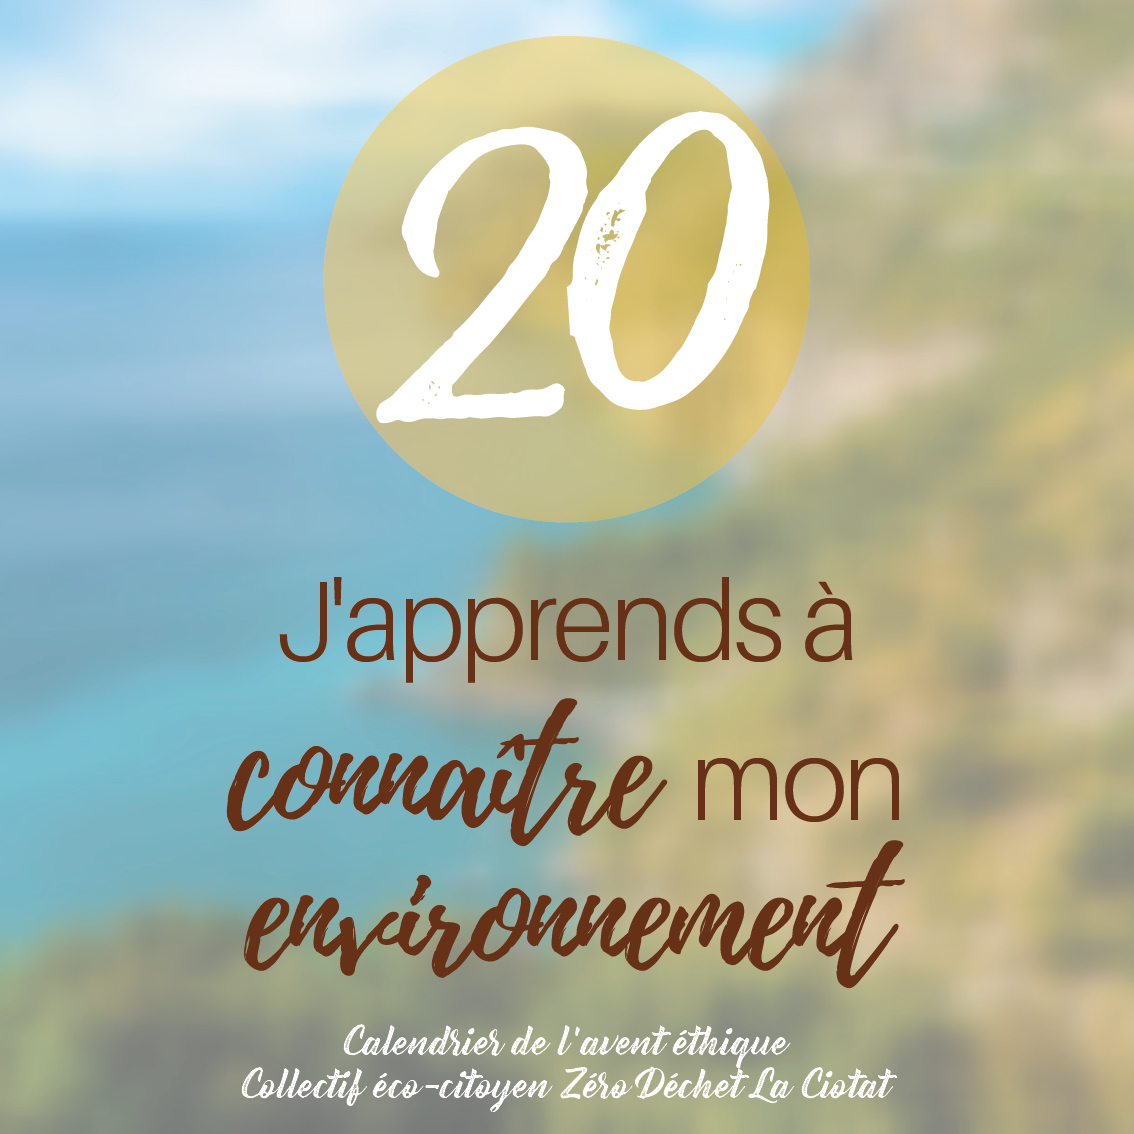 20
J'apprends à
connaître mon
environnement
Calendrier de l'avent éthique
Collectif éco-citoyen Zéro Déchet La Ciotat